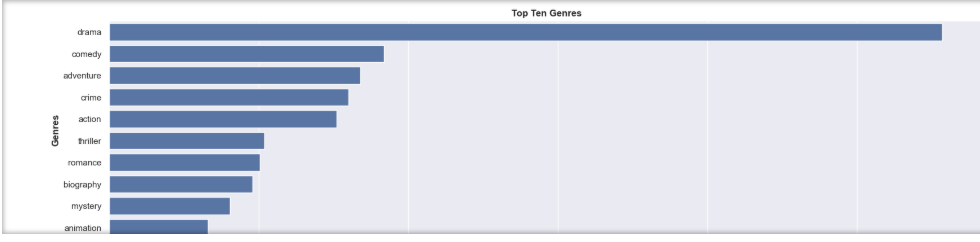 Top Ten Genres
drama
comedy
adventure
crime
action
thriller
romance
biography
mystery
animation
Genres